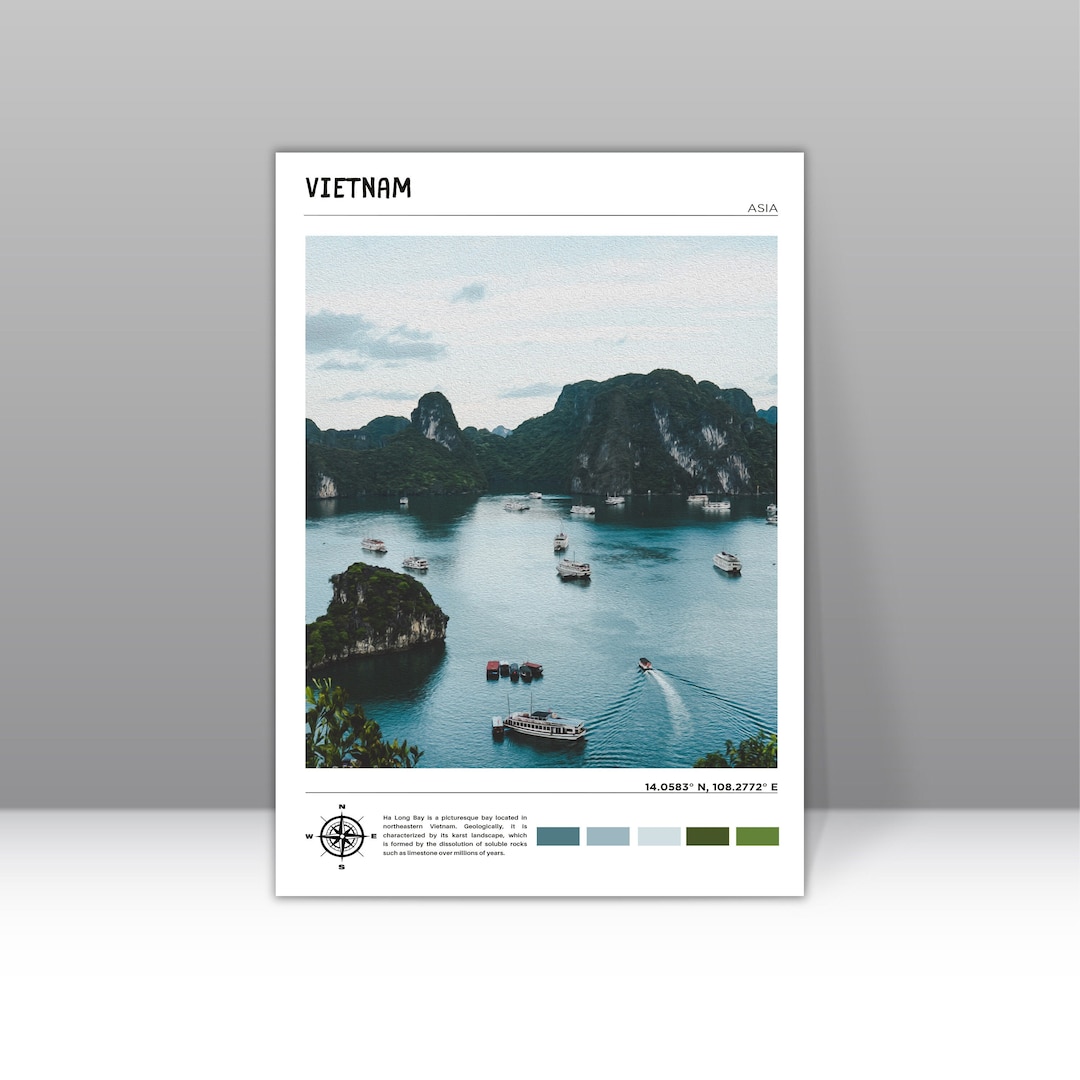 VIETNAM
ASIA
14.0583° N, 108.2772° E
N
W E
S
Ha Long Bay is a picturesque bay located in
northeastern Vietnam. Geologically, it is
characterized by its karst landscape, which
is formed by the dissolution of soluble rocks
such as limestone over millions of years.